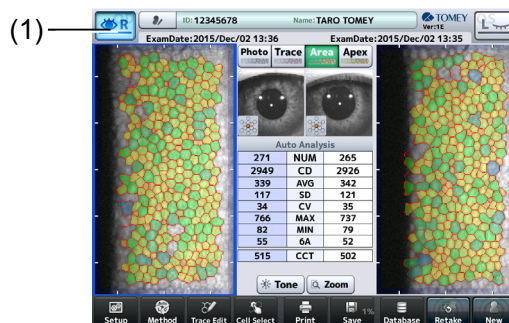 (1)
R
ID: 12345678
Name: TARO TOMEY
TOMEY
Ver:1E
L
ExamDate:2015/Dec/02 13:36
ExamDate:2015/Dec/02 13:35
Photo Trace Area Apex
Auto Analysis
271 NUM 265
2949 CD 2926
339 AVG 342
117 SD 121
34 CV 35
766 MAX 737
82 MIN 79
55 6A 52
515 CCT 502
Tone Zoom
1%
Setup Method Trace Edit Cell Select Print Save Database Retake New